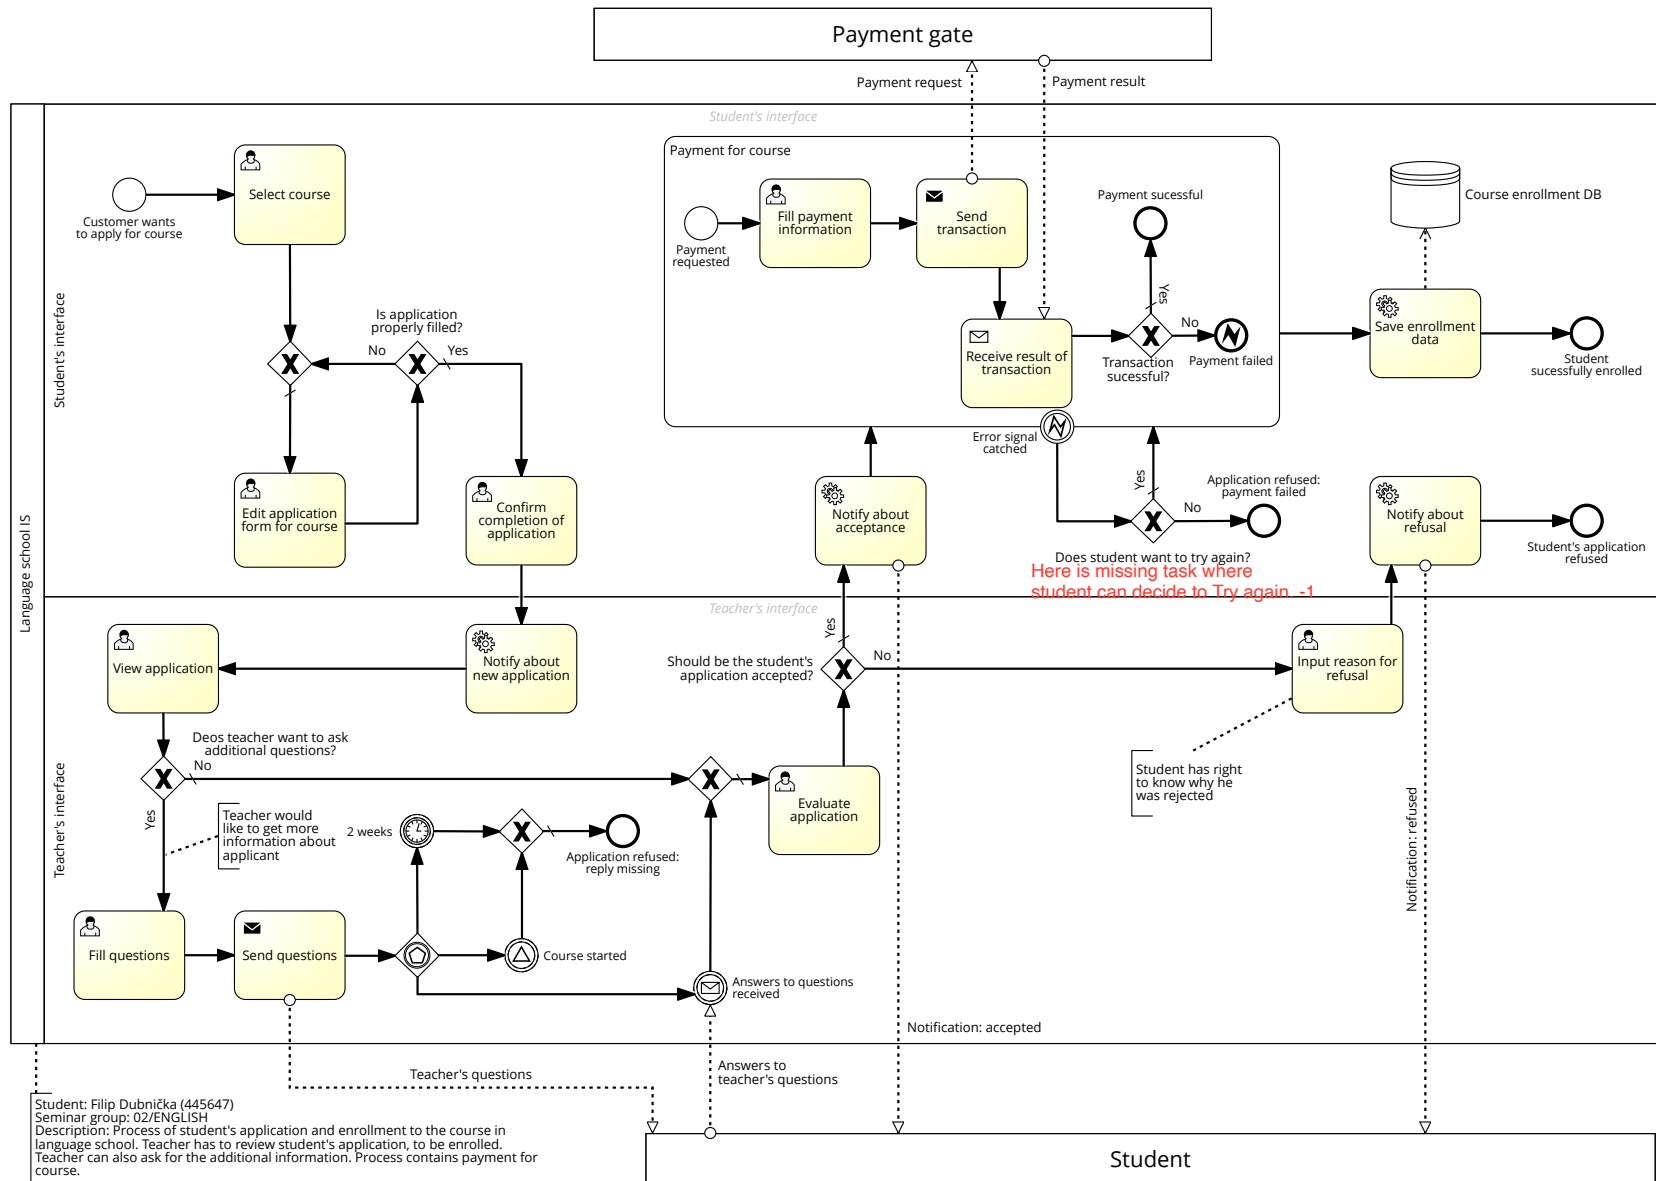 Payment gate
Payment request
Payment result
Language school IS
Student's interface
Student's interface
Customer wants
to apply for course
Select course
Is application
properly filled?
No
Yes
Edit application
form for course
Confirm
completion of
application
Payment for course
Payment
requested
Fill payment
information
Send
transaction
Receive result of
transaction
Payment sucessful
Yes
No
Transaction
sucessful?
Payment failed
Error signal
catched
Course enrollment DB
Save enrollment
data
Student
sucessfully enrolled
Notify about
acceptance
Yes
No
Application refused:
payment failed
Does student want to try again?
Here is missing task where
student can decide to Try again. -1
Notify about
refusal
Student's application
refused
Teacher's interface
Teacher's interface
View application
Notify about
new application
Should be the student's
application accepted?
Yes
No
Input reason for
refusal
Student has right
to know why he
was rejected
Deos teacher want to ask
additional questions?
No
Yes
Teacher would
like to get more
information about
applicant
2 weeks
Application refused:
reply missing
Evaluate
application
Fill questions
Send questions
Course started
Answers to questions
received
Notification: accepted
Notification: refused
Teacher's questions
Answers to
teacher's questions
Student: Filip Dubnička (445647)
Seminar group: 02/ENGLISH
Description: Process of student's application and enrollment to the course in
language school. Teacher has to review student's application, to be enrolled.
Teacher can also ask for the additional information. Process contains payment for
course.
Student